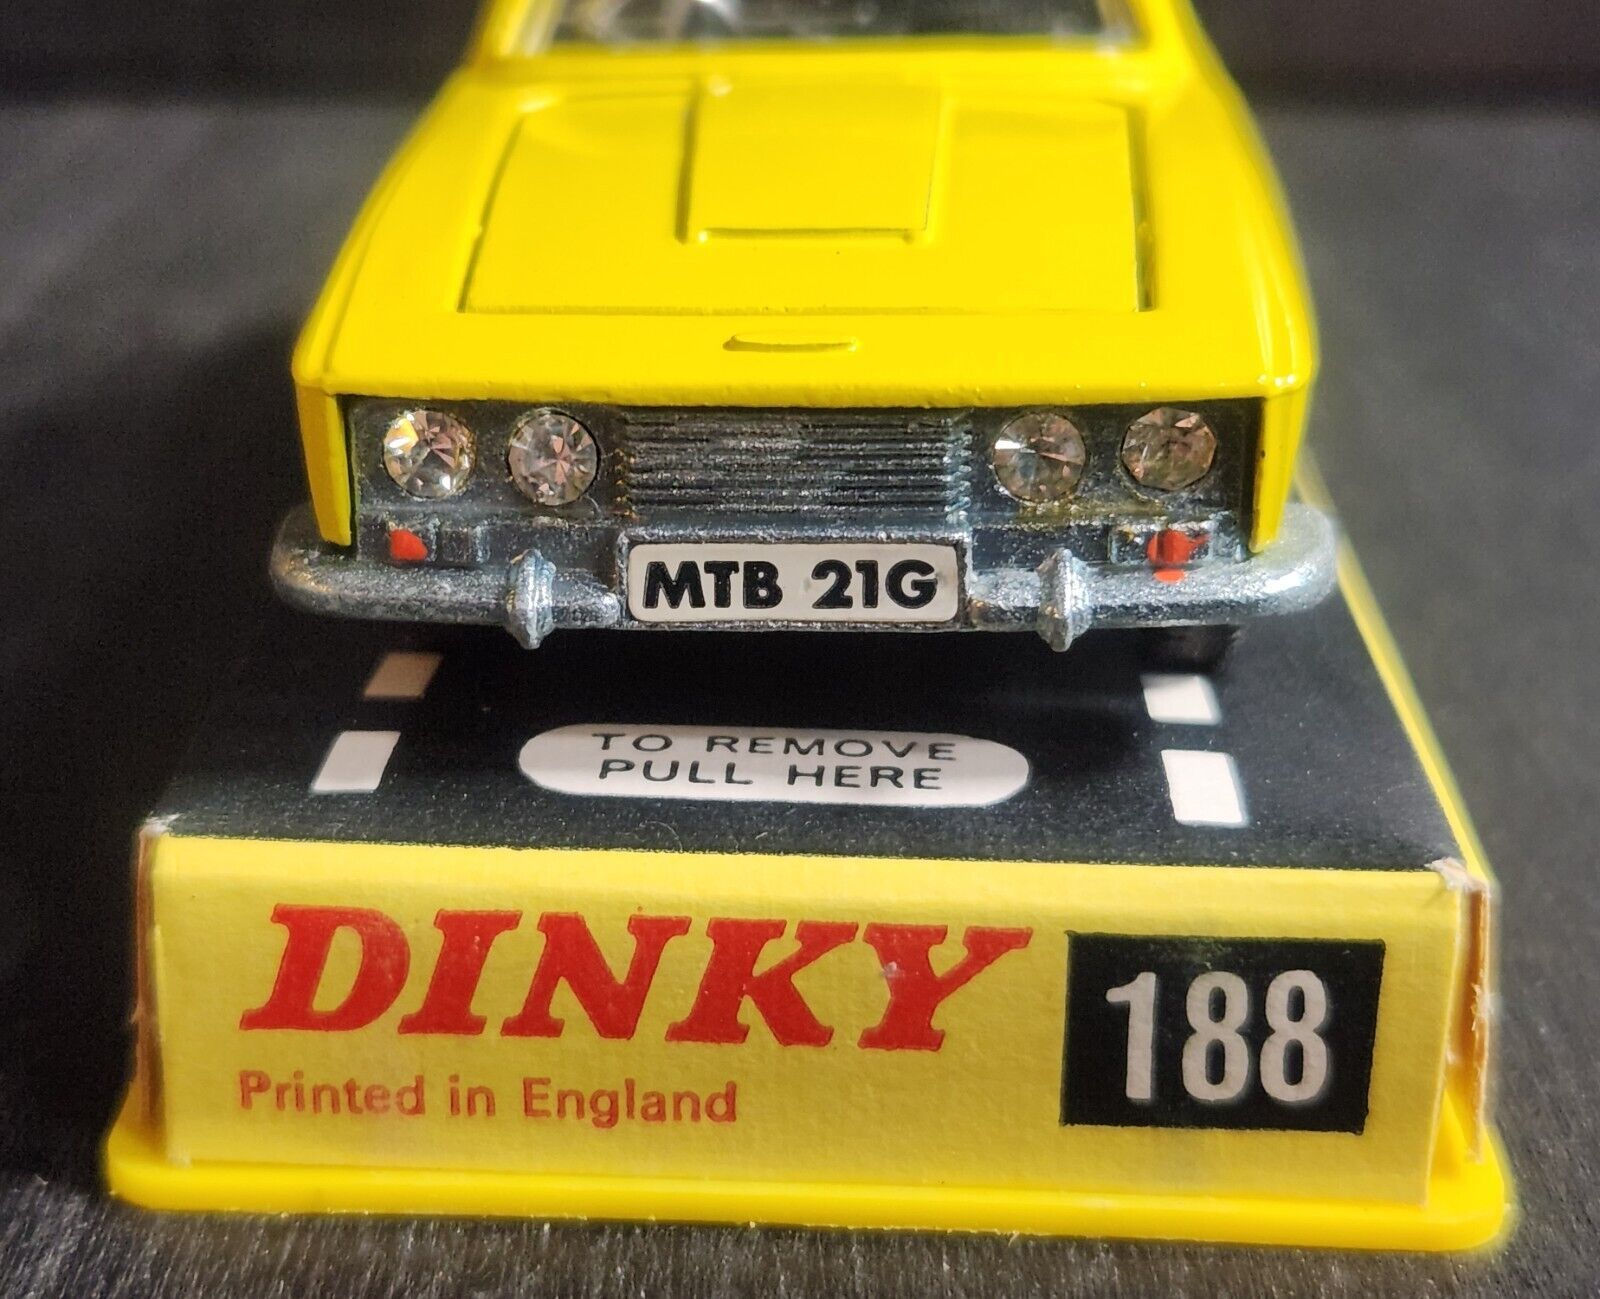 MTB 21G
TO REMOVE
PULL HERE
DINKY
188
Printed in England